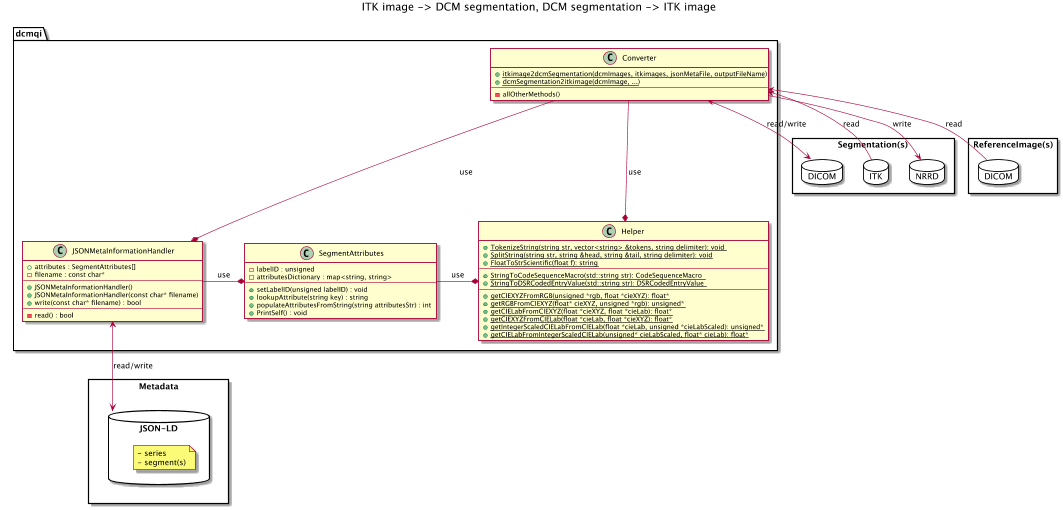 ITK image -> DCM segmentation, DCM segmentation -> ITK image
dcmqi
C Converter
itkimage2dcmSegmentation(dcmImages, itkimages, jsonMetaFile, outputFileName)
dcmSegmentation2itkimage(dcmImage, ...)
allOtherMethods()
read/write
read
write
read
Segmentation(s)
DICOM
ITK
NRRD
ReferenceImage(s)
DICOM
use
use
C JSONMetaInformationHandler
attributes : SegmentAttributes[]
filename : const char*
JSONMetaInformationHandler()
JSONMetaInformationHandler(const char* filename)
write(const char* filename) : bool
read() : bool
use
C SegmentAttributes
labelID : unsigned
attributesDictionary : map<string, string>
setLabelID(unsigned labelID) : void
lookupAttribute(string key) : string
populateAttributesFromString(string attributesStr) : int
PrintSelf() : void
use
C Helper
TokenizeString(string str, vector<string> &tokens, string delimiter): void
SplitString(string str, string &head, string &tail, string delimiter): void
FloatToStrScientific(float f): string
StringToCodeSequenceMacro(std::string str): CodeSequenceMacro
StringToDSRCodedEntryValue(std::string str): DSRCodedEntryValue
getCIEXYZFromRGB(unsigned *rgb, float *cieXYZ): float*
getRGBFromCIEXYZ(float* cieXYZ, unsigned *rgb): unsigned*
getCIELabFromCIEXYZ(float *cieXYZ, float *cieLab): float*
getCIEXYZFromCIELab(float *cieLab, float *cieXYZ): float*
getIntegerScaledCIELabFromCIELab(float *cieLab, unsigned *cieLabScaled): unsigned*
getCIELabFromIntegerScaledCIELab(unsigned* cieLabScaled, float* cieLab): float*
read/write
Metadata
JSON-LD
- series
- segment(s)